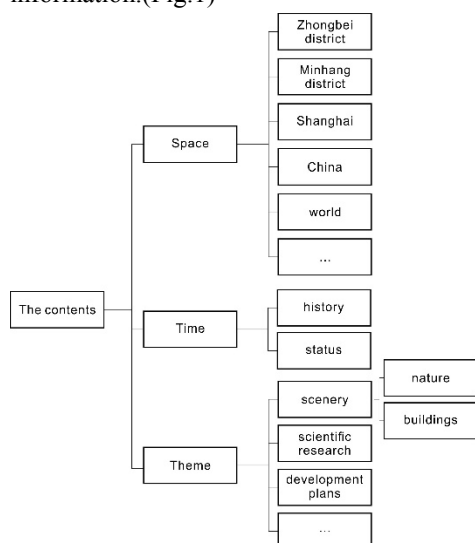 information.(Fig.1)
Zhongbei
district
Minhang
district
Space
Shanghai
China
world
...
The contents
history
Time
status
nature
scenery
buildings
scientific
research
Theme
development
plans
...